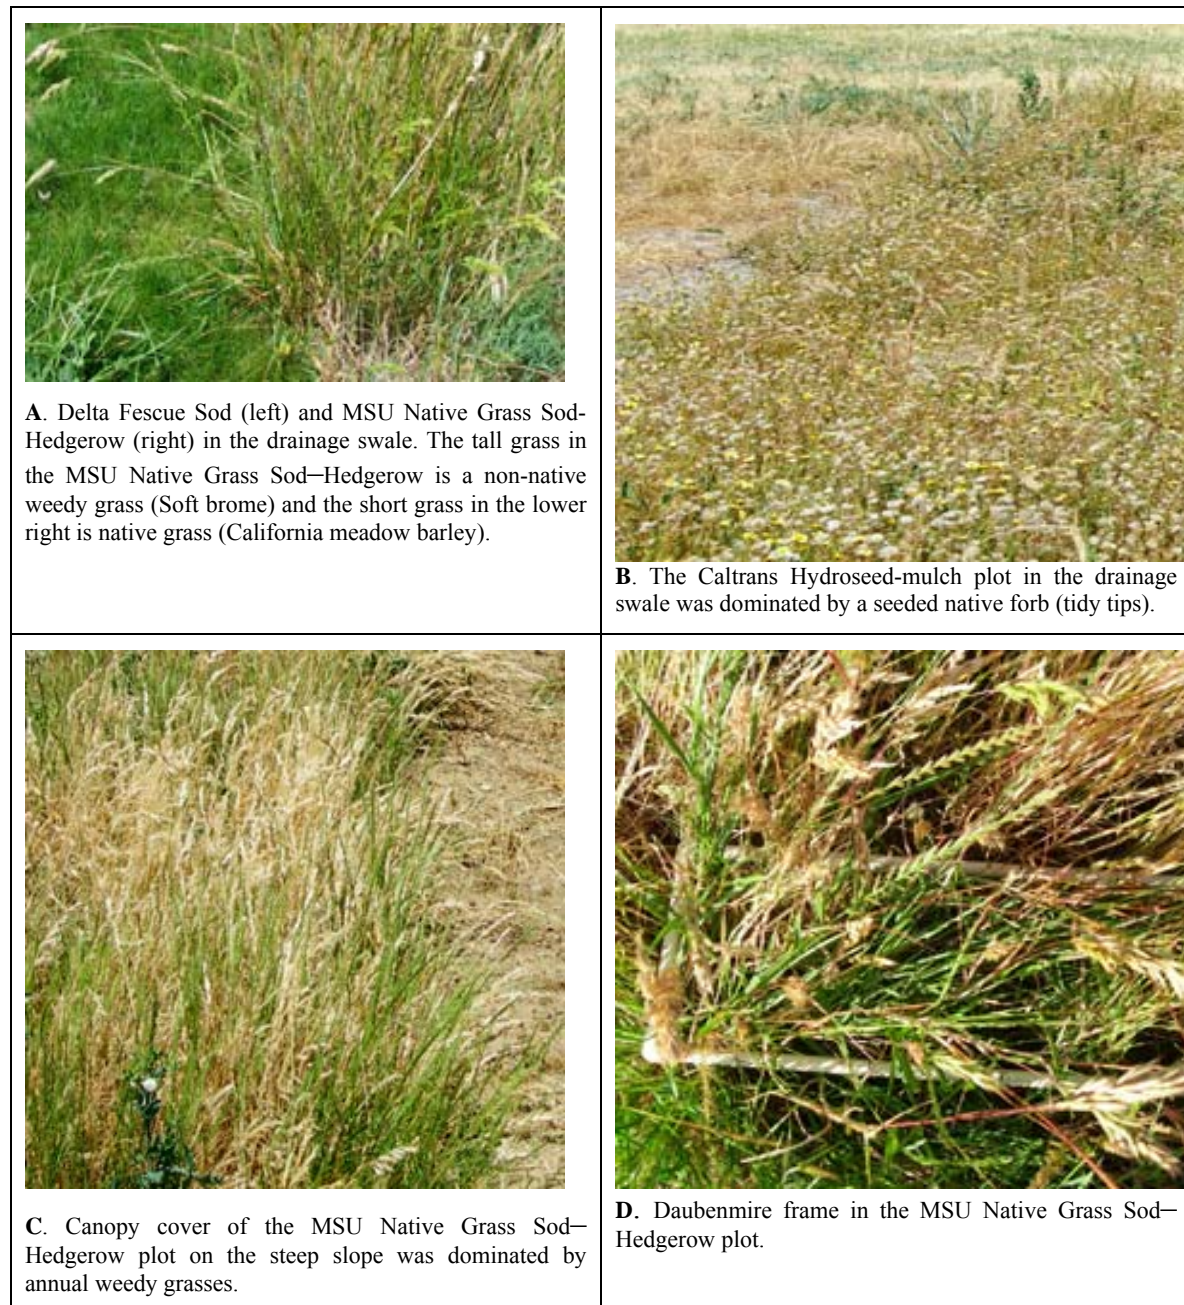 A. Delta Fescue Sod (left) and MSU Native Grass Sod-
Hedgerow (right) in the drainage swale. The tall grass in
the MSU Native Grass Sod─Hedgerow is a non-native
weedy grass (Soft brome) and the short grass in the lower
right is native grass (California meadow barley).
B. The Caltrans Hydroseed-mulch plot in the drainage
swale was dominated by a seeded native forb (tidy tips).
C. Canopy cover of the MSU Native Grass Sod─
Hedgerow plot on the steep slope was dominated by
annual weedy grasses.
D. Daubenmire frame in the MSU Native Grass Sod─
Hedgerow plot.